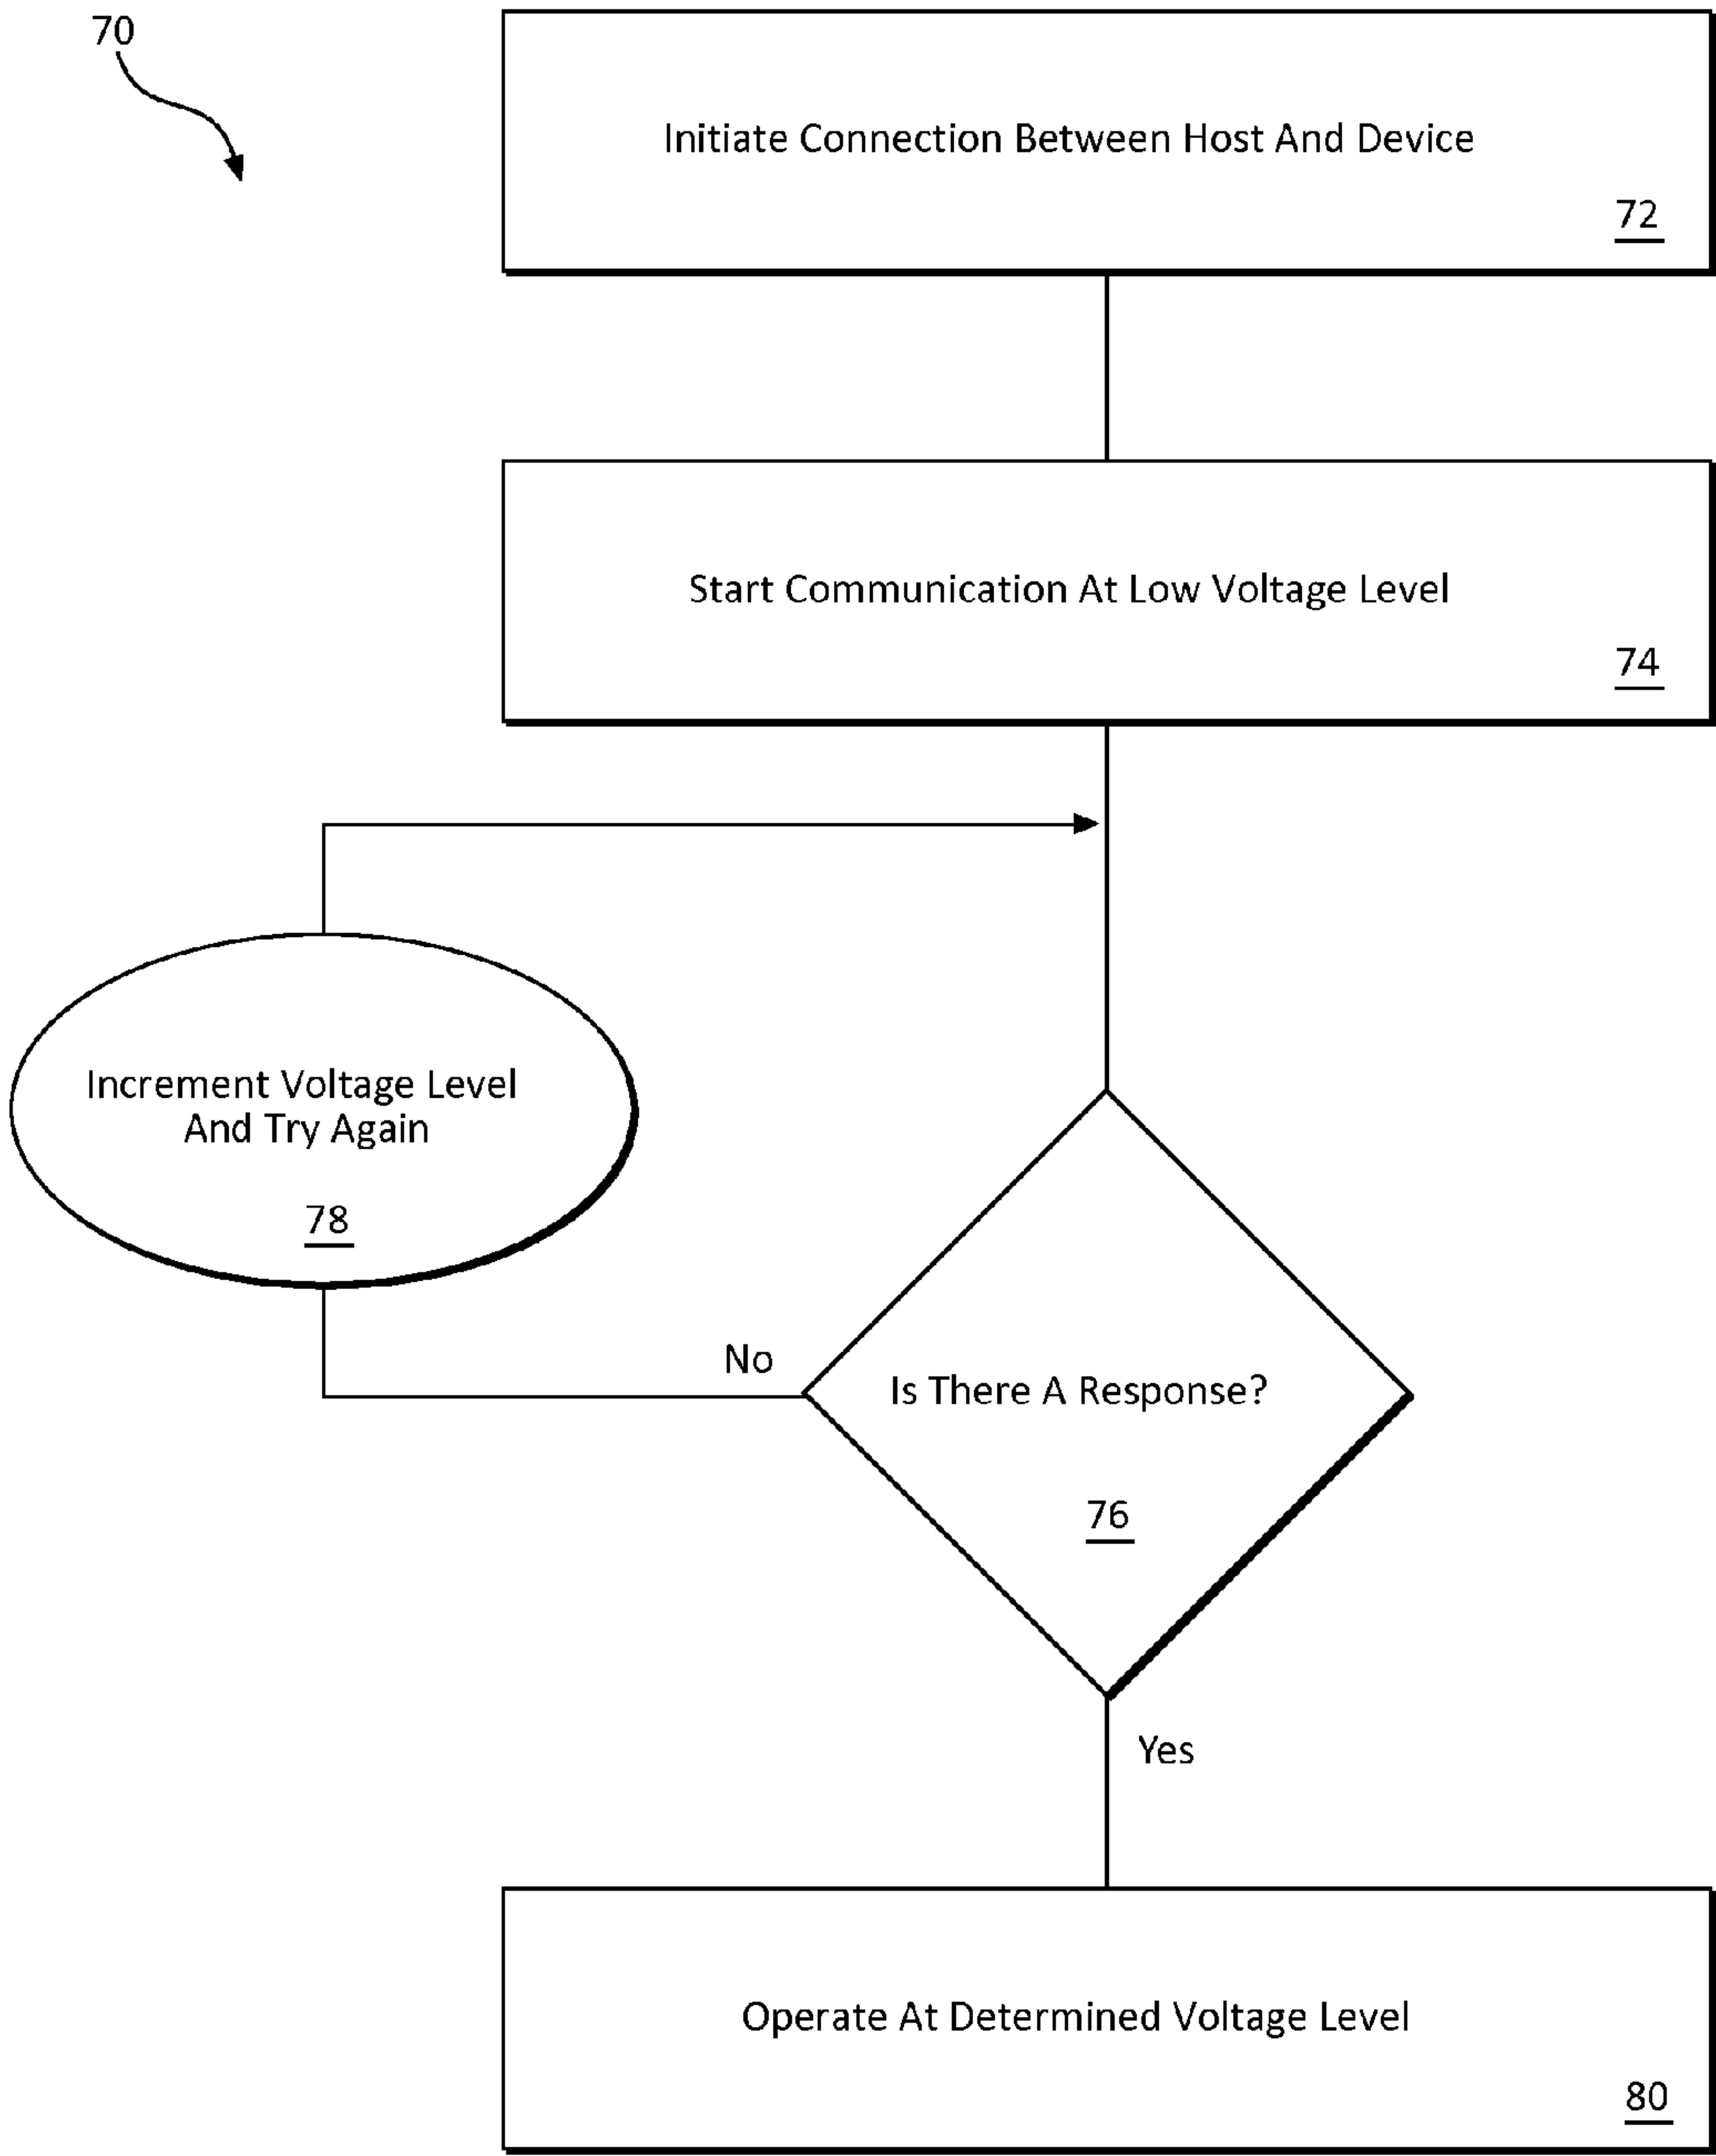 70
Initiate Connection Between Host And Device
72
Start Communication At Low Voltage Level
74
Increment Voltage Level
And Try Again
78
No
Is There A Response?
76
Yes
Operate At Determined Voltage Level
80